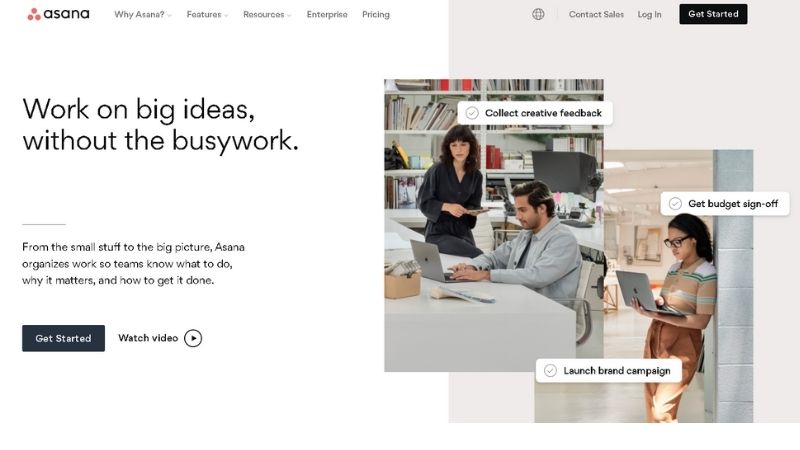 asana
Why Asana? Features Resources Enterprise Pricing
Contact Sales Log In Get Started
Work on big ideas,
without the busywork.
From the small stuff to the big picture, Asana
organizes work so teams know what to do,
why it matters, and how to get it done.
Get Started Watch video
Collect creative feedback
Get budget sign-off
Launch brand campaign